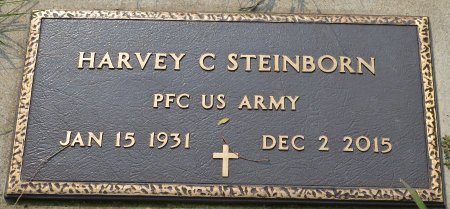 HARVEY C STEINBORN
PFC US ARMY
JAN 15 1931 DEC 2 2015